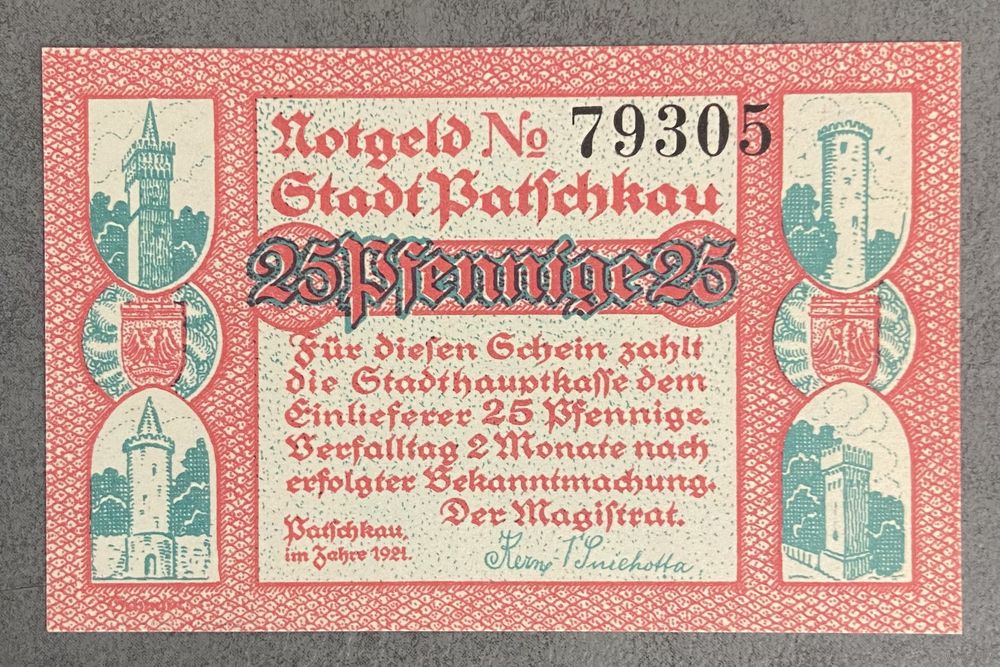 Notgeld No 79305
Stadt Patschkau
25 Pfennige 25
Für diesen Schein zahlt
die Stadthauptkasse dem
Einlieferer 25 Pfennige.
Verfalltag 2 Monate nach
erfolgter Bekanntmachung.
Der Magistrat.
Patschkau,
im Jahre 1921.